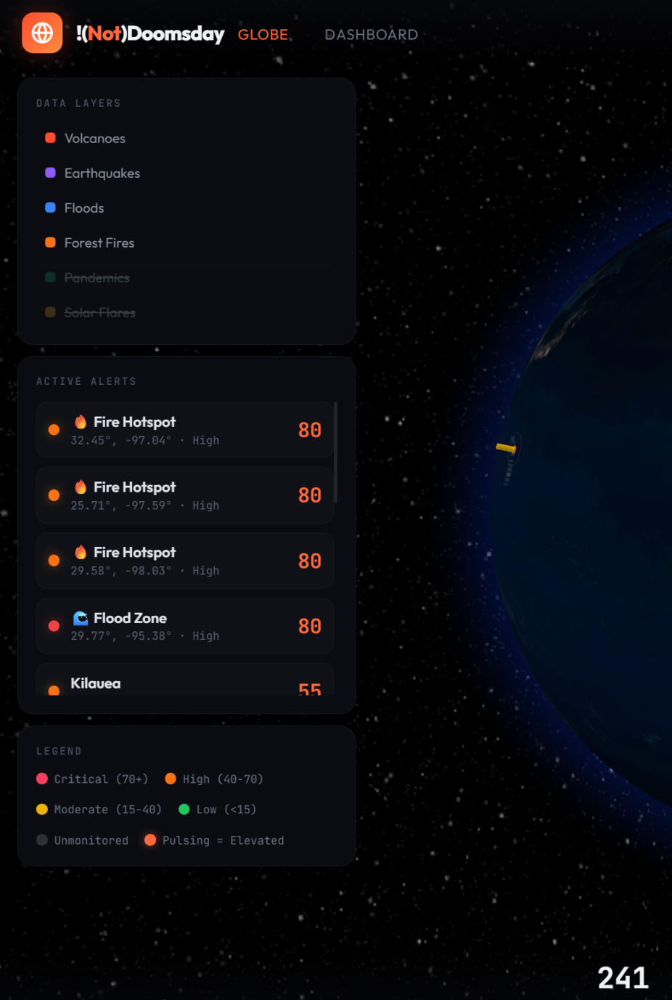 !(Not)Doomsday GLOBE DASHBOARD
DATA LAYERS
Volcanoes
Earthquakes
Floods
Forest Fires
Pandemics
Solar Flares
ACTIVE ALERTS
🔥 Fire Hotspot
32.45°, -97.04° · High
80
🔥 Fire Hotspot
25.71°, -97.59° · High
80
🔥 Fire Hotspot
29.58°, -98.03° · High
80
🌊 Flood Zone
29.77°, -95.38° · High
80
Kilauea
55
LEGEND
Critical (70+) High (40-70)
Moderate (15-40) Low (<15)
Unmonitored Pulsing = Elevated
241